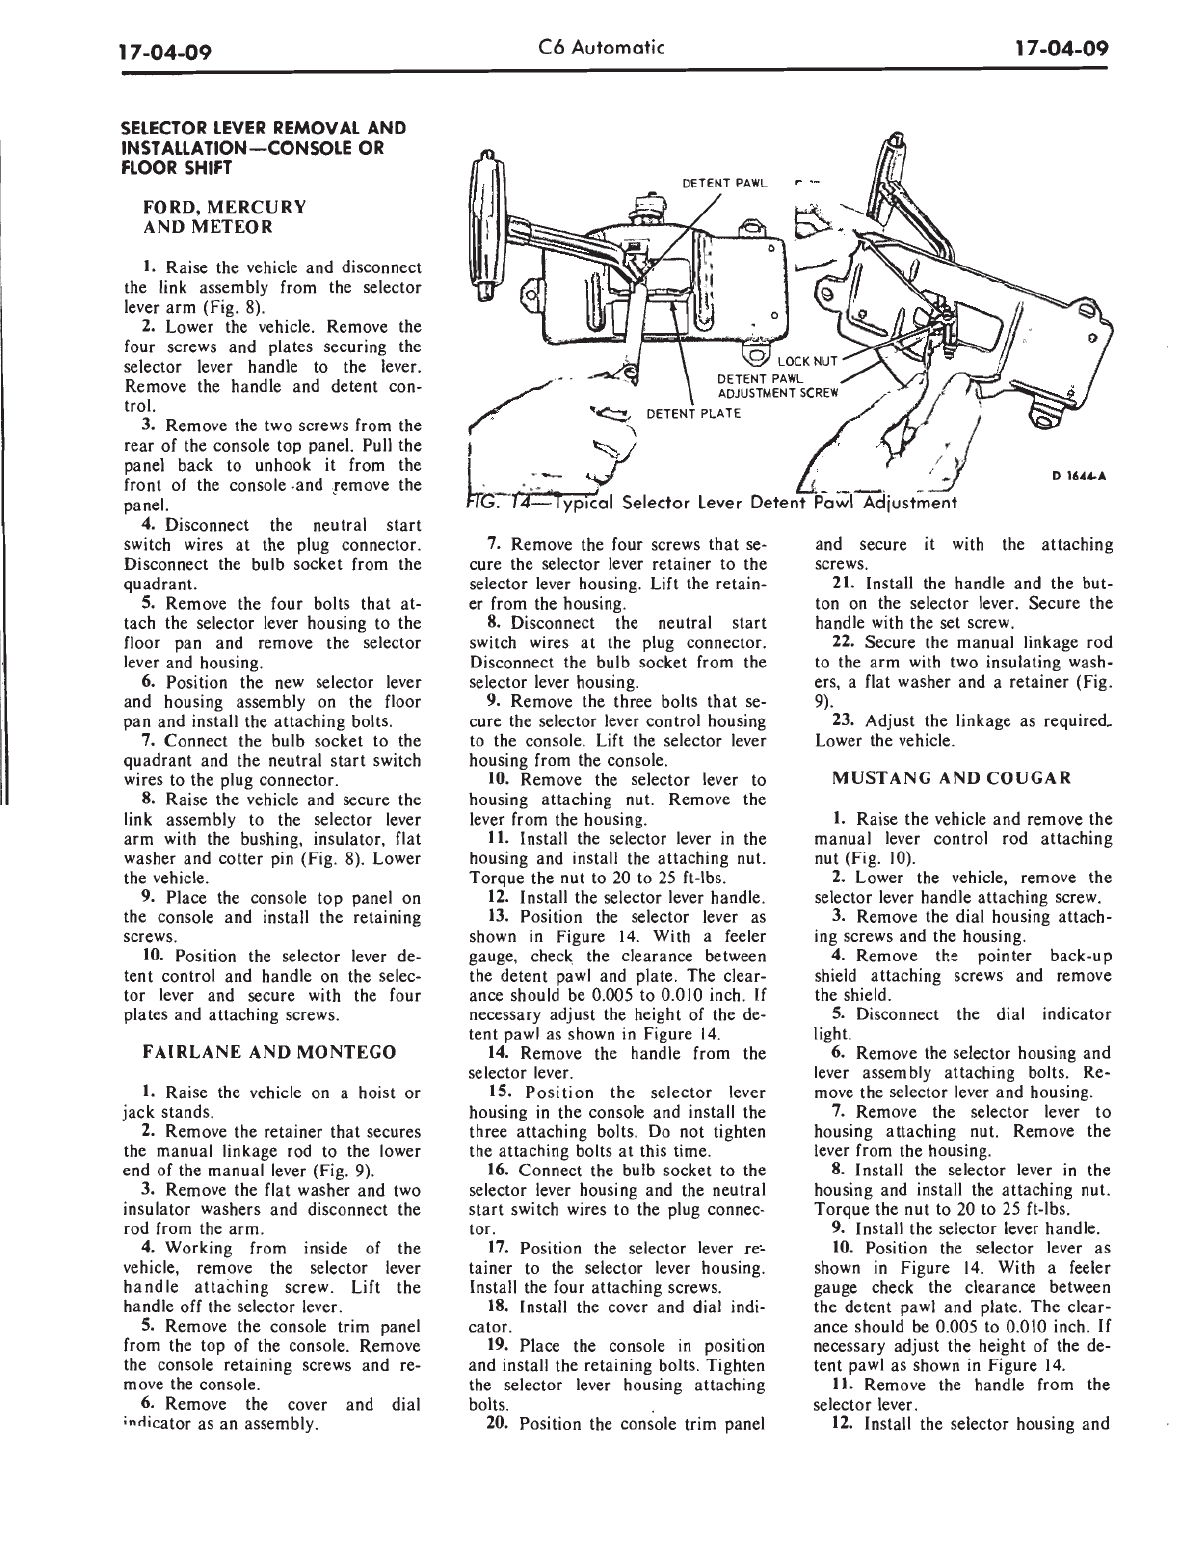 17-04-09
C6 Automatic
17-04-09
SELECTOR LEVER REMOVAL AND
INSTALLATION—CONSOLE OR
FLOOR SHIFT
FORD, MERCURY
AND METEOR
1. Raise the vehicle and disconnect
the link assembly from the selector
lever arm (Fig. 8).
2. Lower the vehicle. Remove the
four screws and plates securing the
selector lever handle to the lever.
Remove the handle and detent con-
trol.
3. Remove the two screws from the
rear of the console top panel. Pull the
panel back to unhook it from the
front of the console and remove the
panel.
4. Disconnect the neutral start
switch wires at the plug connector.
Disconnect the bulb socket from the
quadrant.
5. Remove the four bolts that at-
tach the selector lever housing to the
floor pan and remove the selector
lever and housing.
6. Position the new selector lever
and housing assembly on the floor
pan and install the attaching bolts.
7. Connect the bulb socket to the
quadrant and the neutral start switch
wires to the plug connector.
8. Raise the vehicle and secure the
link assembly to the selector lever
arm with the bushing, insulator, flat
washer and cotter pin (Fig. 8). Lower
the vehicle.
9. Place the console top panel on
the console and install the retaining
screws.
10. Position the selector lever de-
tent control and handle on the selec-
tor lever and secure with the four
plates and attaching screws.
FAIRLANE AND MONTEGO
1. Raise the vehicle on a hoist or
jack stands.
2. Remove the retainer that secures
the manual linkage rod to the lower
end of the manual lever (Fig. 9).
3. Remove the flat washer and two
insulator washers and disconnect the
rod from the arm.
4. Working from inside of the
vehicle, remove the selector lever
handle attaching screw. Lift the
handle off the selector lever.
5. Remove the console trim panel
from the top of the console. Remove
the console retaining screws and re-
move the console.
6. Remove the cover and dial
indicator as an assembly.
DETENT PAWL
LOCK NUT
DETENT PAWL
ADJUSTMENT SCREW
DETENT PLATE
D 1644-A
FIG. 14—Typical Selector Lever Detent Pawl Adjustment
7. Remove the four screws that se-
cure the selector lever retainer to the
selector lever housing. Lift the retain-
er from the housing.
8. Disconnect the neutral start
switch wires at the plug connector.
Disconnect the bulb socket from the
selector lever housing.
9. Remove the three bolts that se-
cure the selector lever control housing
to the console. Lift the selector lever
housing from the console.
10. Remove the selector lever to
housing attaching nut. Remove the
lever from the housing.
11. Install the selector lever in the
housing and install the attaching nut.
Torque the nut to 20 to 25 ft-lbs.
12. Install the selector lever handle.
13. Position the selector lever as
shown in Figure 14. With a feeler
gauge, check the clearance between
the detent pawl and plate. The clear-
ance should be 0.005 to 0.010 inch. If
necessary adjust the height of the de-
tent pawl as shown in Figure 14.
14. Remove the handle from the
selector lever.
15. Position the selector lever
housing in the console and install the
three attaching bolts. Do not tighten
the attaching bolts at this time.
16. Connect the bulb socket to the
selector lever housing and the neutral
start switch wires to the plug connec-
tor.
17. Position the selector lever re-
tainer to the selector lever housing.
Install the four attaching screws.
18. Install the cover and dial indi-
cator.
19. Place the console in position
and install the retaining bolts. Tighten
the selector lever housing attaching
bolts.
20. Position the console trim panel
and secure it with the attaching
screws.
21. Install the handle and the but-
ton on the selector lever. Secure the
handle with the set screw.
22. Secure the manual linkage rod
to the arm with two insulating wash-
ers, a flat washer and a retainer (Fig.
9).
23. Adjust the linkage as required.
Lower the vehicle.
MUSTANG AND COUGAR
1. Raise the vehicle and remove the
manual lever control rod attaching
nut (Fig. 10).
2. Lower the vehicle, remove the
selector lever handle attaching screw.
3. Remove the dial housing attach-
ing screws and the housing.
4. Remove the pointer back-up
shield attaching screws and remove
the shield.
5. Disconnect the dial indicator
light.
6. Remove the selector housing and
lever assembly attaching bolts. Re-
move the selector lever and housing.
7. Remove the selector lever to
housing attaching nut. Remove the
lever from the housing.
8. Install the selector lever in the
housing and install the attaching nut.
Torque the nut to 20 to 25 ft-lbs.
9. Install the selector lever handle.
10. Position the selector lever as
shown in Figure 14. With a feeler
gauge check the clearance between
the detent pawl and plate. The clear-
ance should be 0.005 to 0.010 inch. If
necessary adjust the height of the de-
tent pawl as shown in Figure 14.
11. Remove the handle from the
selector lever.
12. Install the selector housing and